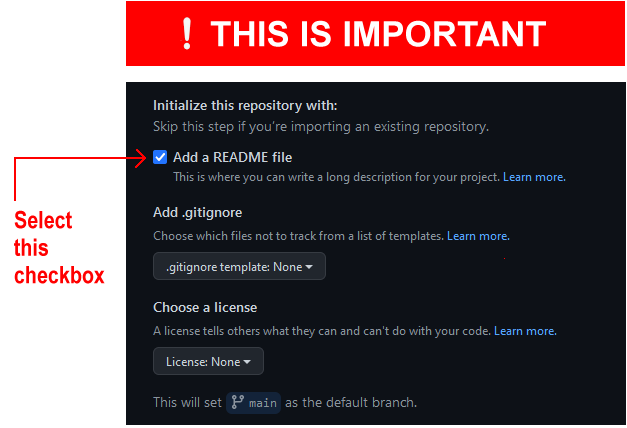 ! THIS IS IMPORTANT
Initialize this repository with:
Skip this step if you're importing an existing repository.
Add a README file
This is where you can write a long description for your project. Learn more.
Select
this
checkbox
Add .gitignore
Choose which files not to track from a list of templates. Learn more.
.gitignore template: None
Choose a license
A license tells others what they can and can't do with your code. Learn more.
License: None
This will set main as the default branch.